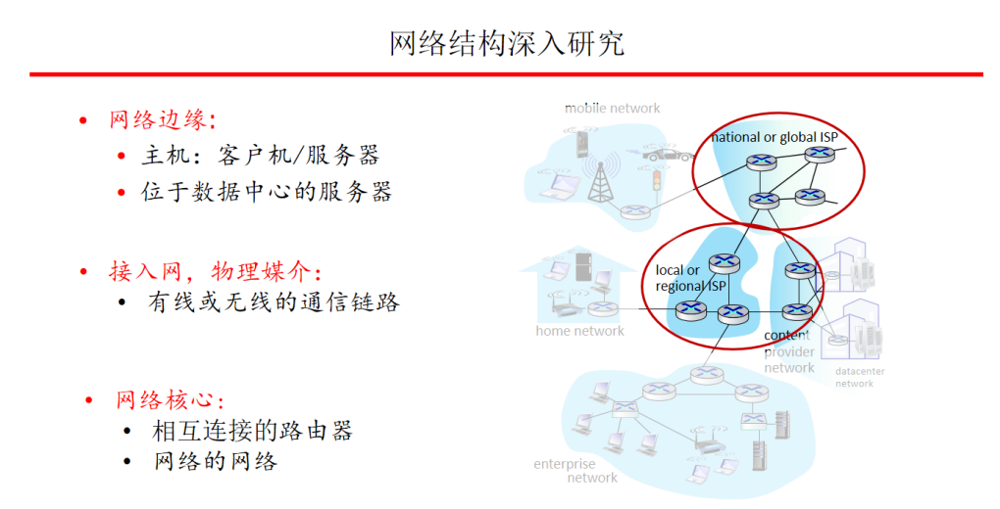 网络结构深入研究
• 网络边缘:
• 主机：客户机/服务器
• 位于数据中心的服务器
• 接入网，物理媒介：
• 有线或无线的通信链路
• 网络核心：
• 相互连接的路由器
• 网络的网络
mobile network
national or global ISP
local or
regional ISP
home network
content
provider
network
datacenter
network
enterprise
network